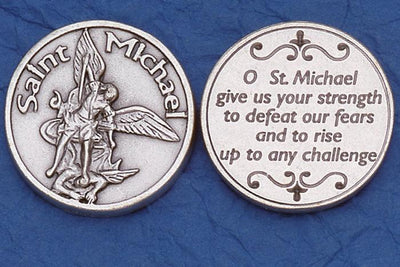 Saint Michael
O St. Michael
give us your strength
to defeat our fears
and to rise
up to any challenge